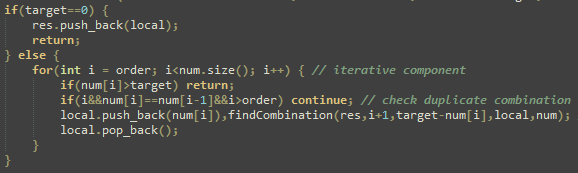 if(target==0) {
res.push_back(local);
return;
} else {
for(int i = order; i<num.size(); i++) { // iterative component
if(num[i]>target) return;
if(i&&num[i]==num[i-1]&&i>order) continue; // check duplicate combination
local.push_back(num[i]),findCombination(res,i+1,target-num[i],local,num);
local.pop_back();
}
}